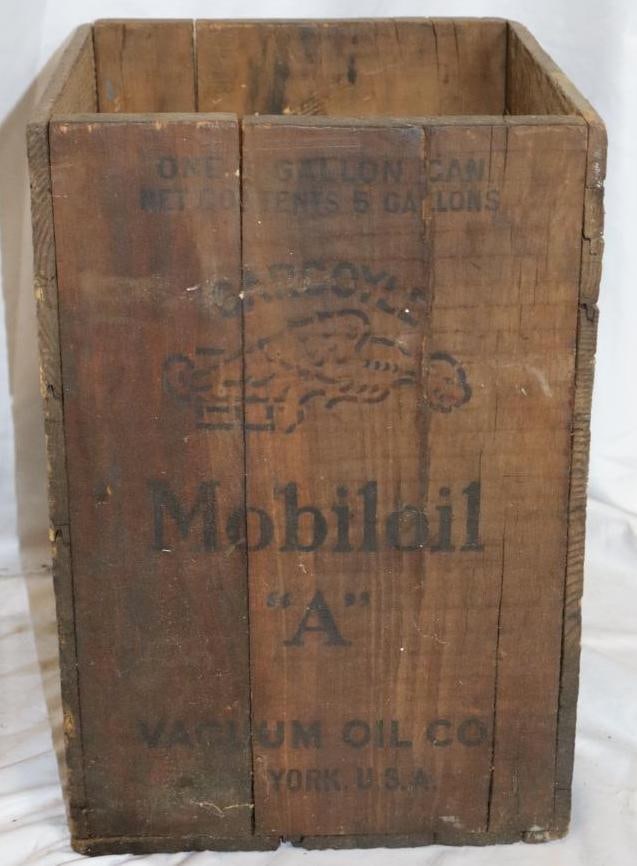 ONE GALLON CAN
NET CONTENTS 5 GALLONS
GARGOYLE
Mobiloil
"A"
VACUUM OIL CO
YORK. U.S.A.